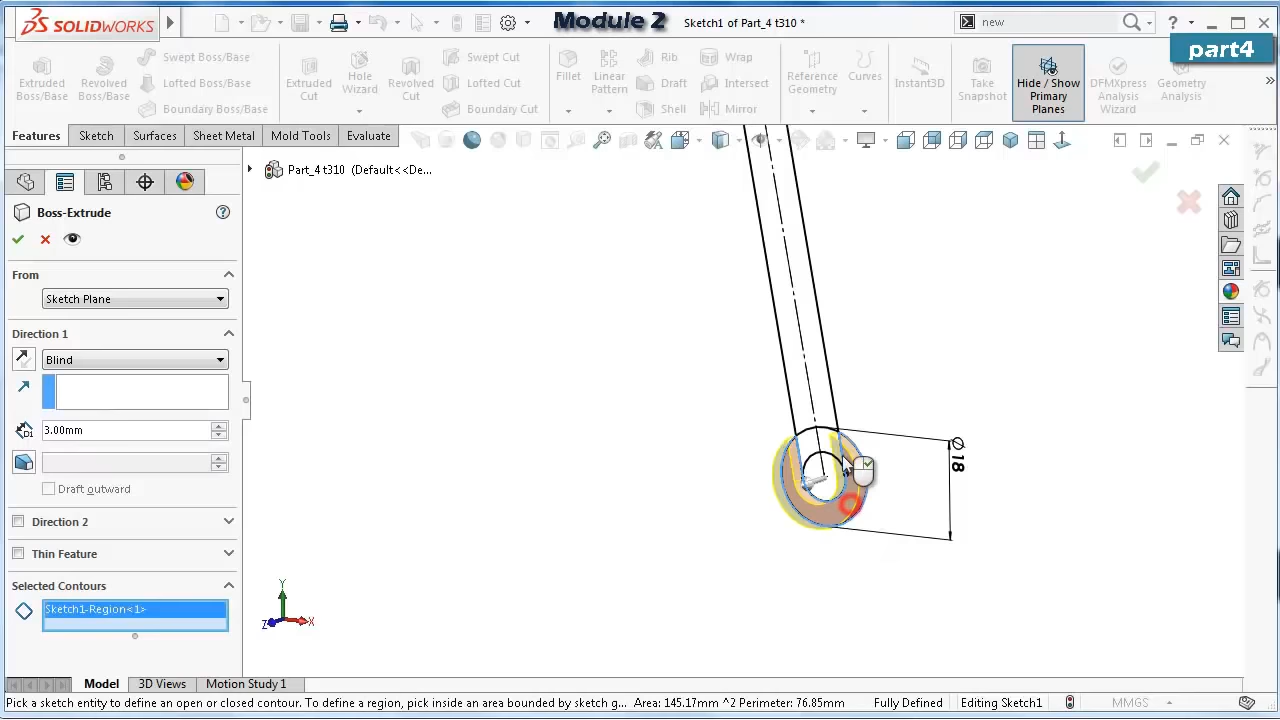 SOLIDWORKS
Module 2
Sketch1 of Part_4 t310 *
new
part4
Extruded Boss/Base
Revolved Boss/Base
Swept Boss/Base
Lofted Boss/Base
Boundary Boss/Base
Extruded Cut
Hole Wizard
Revolved Cut
Swept Cut
Lofted Cut
Boundary Cut
Fillet
Linear Pattern
Rib
Draft
Shell
Wrap
Intersect
Mirror
Reference Geometry
Curves
Instant3D
Take Snapshot
Hide / Show Primary Planes
DFMXpress Analysis Wizard
Geometry Analysis
Features
Sketch
Surfaces
Sheet Metal
Mold Tools
Evaluate
Part_4 t310 (Default<<De...
Boss-Extrude
From
Sketch Plane
Direction 1
Blind
D1
3.00mm
Draft outward
Direction 2
Thin Feature
Selected Contours
Sketch1-Region<1>
∅ 18
Y
Z
X
Model
3D Views
Motion Study 1
Pick a sketch entity to define an open or closed contour. To define a region, pick inside an area bounded by sketch g...
Area: 145.17mm ^2 Perimeter: 76.85mm
Fully Defined
Editing Sketch1
MMGS